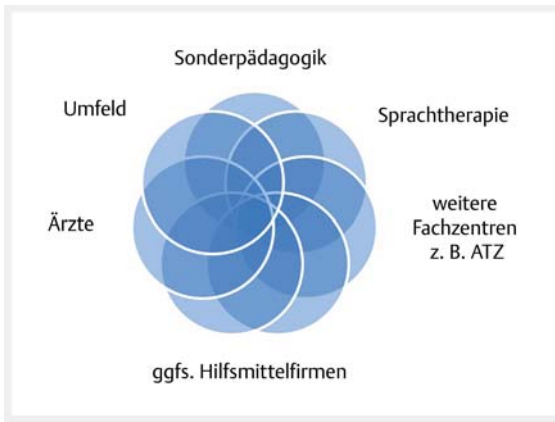 Sonderpädagogik
Umfeld
Sprachtherapie
Ärzte
weitere
Fachzentren
z. B. ATZ
ggfs. Hilfsmittelfirmen